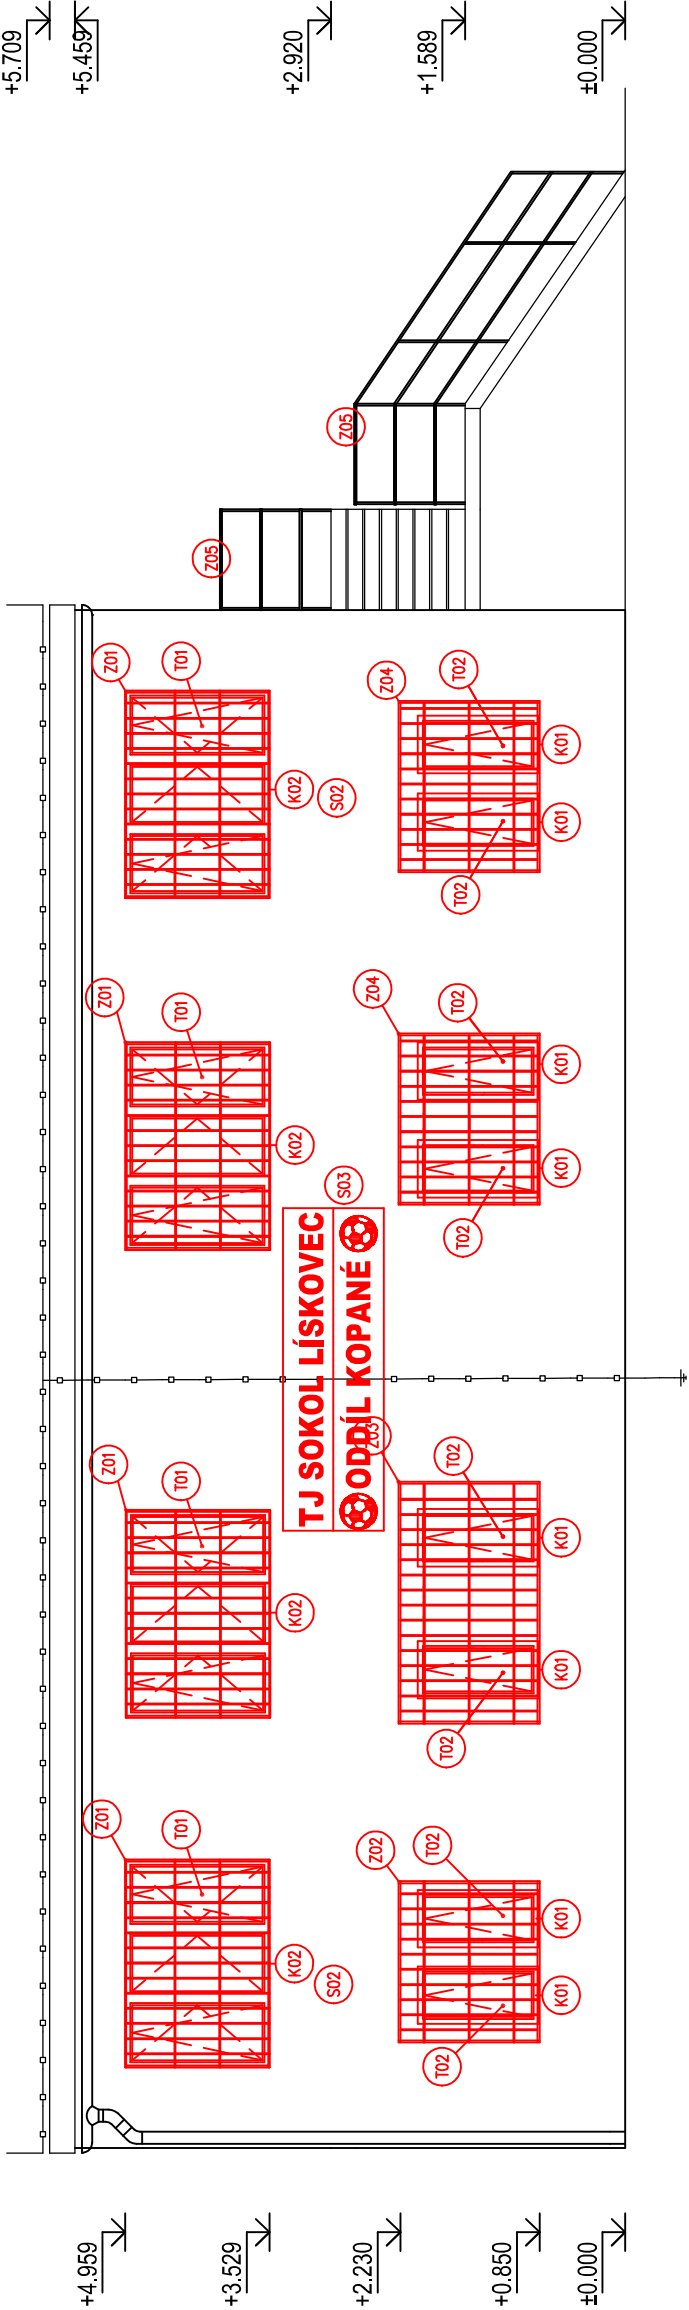 +4.959
+3.529
+2.230
+0.850
±0.000
Z01
T01
K02
S02
Z02
T02
T02
K01
K01
Z01
T01
K02
Z03
T02
T02
K01
K01
TJ SOKOL LÍSKOVEC
ODDÍL KOPANÉ
S03
Z01
T01
K02
Z04
T02
T02
K01
K01
Z01
T01
K02
S02
Z04
T02
T02
K01
K01
Z05
Z05
+5.709
+5.459
+2.920
+1.589
±0.000